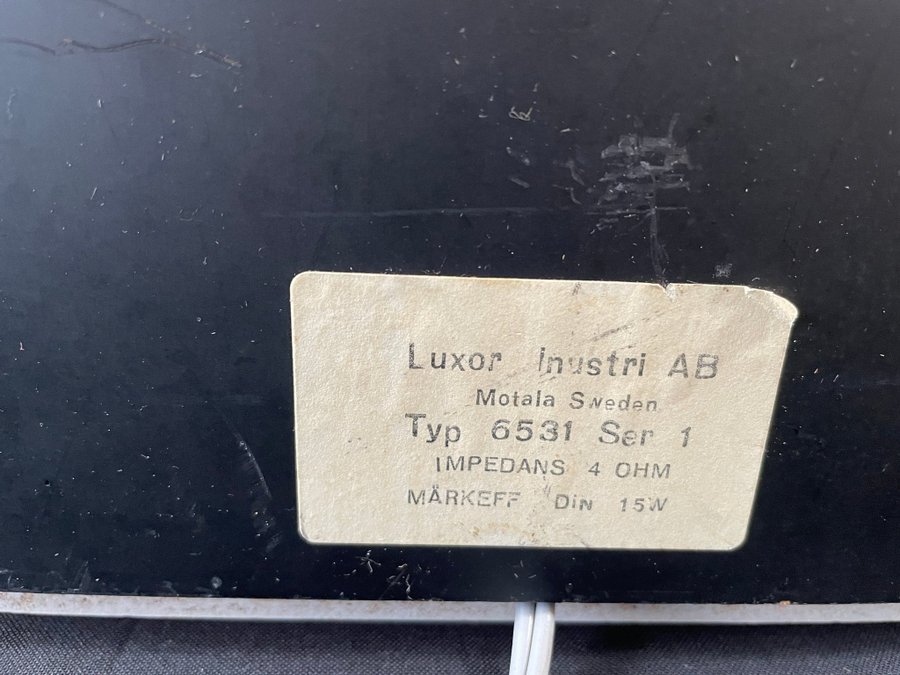 Luxor Inustri AB
Motala Sweden
Typ 6531 Ser 1
IMPEDANS 4 OHM
MÄRKEFF Din 15W